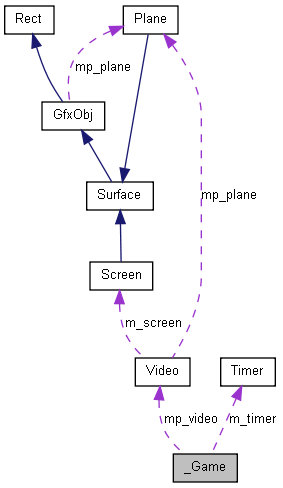 Rect
Plane
mp_plane
GfxObj
Surface
mp_plane
Screen
m_screen
Video
Timer
mp_video
m_timer
_Game